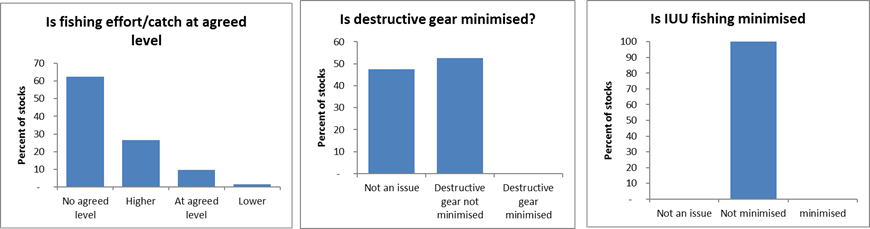 Is fishing effort/catch at agreed
level
Percent of stocks
70
60
50
40
30
20
10
-
No agreed
level
Higher
At agreed
level
Lower
Is destructive gear minimised?
Percent of stocks
60
50
40
30
20
10
-
Not an issue
Destructive
gear not
minimised
Destructive
gear
minimised
Is IUU fishing minimised
Percent of stocks
100
90
80
70
60
50
40
30
20
10
-
Not an issue
Not minimised
minimised